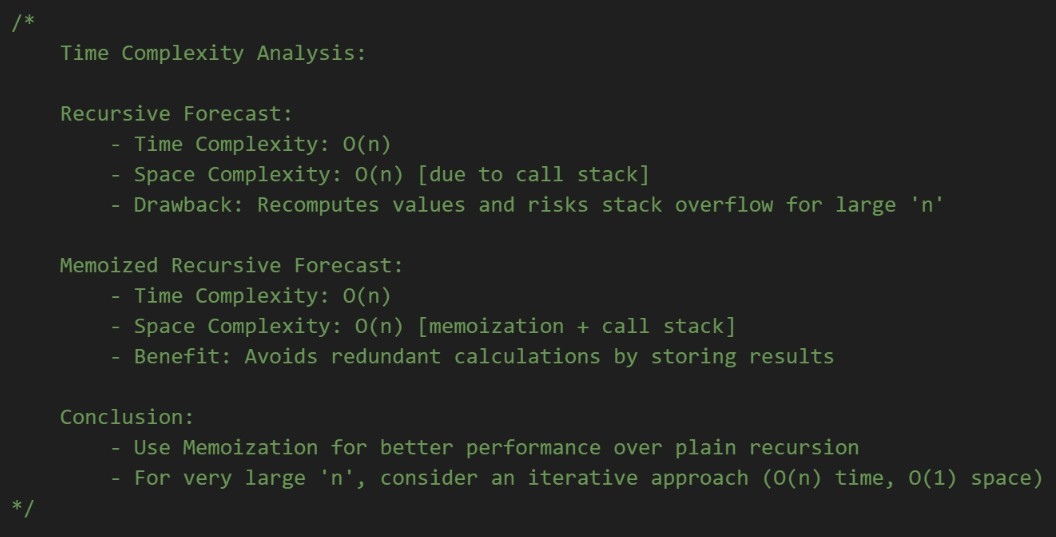 /*
Time Complexity Analysis:
Recursive Forecast:
- Time Complexity: O(n)
- Space Complexity: O(n) [due to call stack]
- Drawback: Recomputes values and risks stack overflow for large 'n'
Memoized Recursive Forecast:
- Time Complexity: O(n)
- Space Complexity: O(n) [memoization + call stack]
- Benefit: Avoids redundant calculations by storing results
Conclusion:
- Use Memoization for better performance over plain recursion
- For very large 'n', consider an iterative approach (O(n) time, O(1) space)
*/